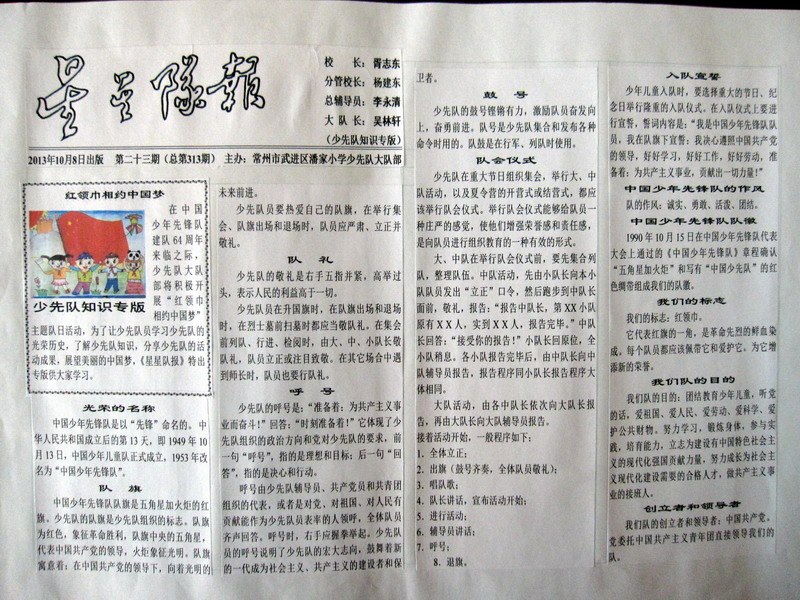 星星隊報
校　　长：胥志东
分管校长：杨建东
总辅导员：李永清
大 队 长：吴林轩
（少先队知识专版）
2013年10月8日出版　第二十三期（总第313期）　主办：常州市武进区潘家小学少先队大队部
红领巾相约中国梦
在中国
少年先锋队
建队 64 周年
来临之际，
少先队大队
部将积极开
展“红领巾
相约中国梦”
少先队知识专版
主题队日活动，为了让少先队员学习少先队的
光荣历史，了解少先队知识，分享少先队的活
动成果，展望美丽的中国梦，《星星队报》特出
专版供大家学习。
光荣的名称
中国少年先锋队是以“先锋”命名的。中
华人民共和国成立后的第 13 天，即 1949 年 10
月 13 日，中国少年儿童队正式成立，1953 年改
名为“中国少年先锋队”。
队　旗
中国少年先锋队队旗是五角星加火炬的红
旗。少先队的队旗是少先队组织的标志。队旗
为红色，象征革命胜利，队旗中央的五角星，
代表中国共产党的领导，火炬象征光明。队旗
寓意着：在中国共产党的领导下，向着光明的
未来前进。
少先队员要热爱自己的队旗，在举行
集会、队旗出场和退场时，队员应严肃、立正并
敬礼。
队　礼
少先队的敬礼是右手五指并紧，高举过
头，表示人民的利益高于一切。
少先队员在升国旗时，在队旗出场和退场
时，在烈士墓前扫墓时都应当敬队礼。在集会
前列队、行进、检阅时，由大、中、小队长敬
队礼，队员立正或注目致敬。在其它场合中遇
到师长时，队员也要行队礼。
呼　号
少先队的呼号是：“准备着：为共产主义事
业而奋斗！”回答：“时刻准备着！”它体现了少
先队组织的政治方向和党对少先队的要求，前
一句“呼号”，指的是理想和目标；后一句“回
答”，指的是决心和行动。
呼号由少先队辅导员、共产党员和共青团
组织的代表，或者是对党、对祖国、对人民有
贡献能作为少先队员表率的人领呼，全体队员
齐声回答。呼号时，右手应握拳举起。少先队
员的呼号说明了少先队的宏大志向，鼓舞着新
的一代成为社会主义、共产主义的建设者和保
卫者。
鼓　号
少先队的鼓号铿锵有力，激励队员奋发向
上，奋勇前进。队号是少先队集合和发布各种
命令时用的。队鼓是在行军、列队时使用。
队会仪式
少先队在重大节日组织集会，举行大、中
队活动，以及夏令营的开营式或结营式，都应
该举行队会仪式。举行队会仪式能够给队员一
种庄严的感觉，使他们增强荣誉感和责任感，
是向队员进行组织教育的一种有效的形式。
大、中队在举行队会仪式前，要先集合列
队，整理队伍。中队活动，先由小队长向本小
队队员发出“立正”口令，然后跑步到中队长
面前，敬礼，报告：“报告中队长，第XX小队
原有XX人，实到XX人，报告完毕。”中队
长回答：“接受你的报告！”小队长回原位，全
小队稍息。各小队报告完毕后，由中队长向中
队辅导员报告，报告程序同小队长报告程序大
体相同。
大队活动，由各中队长依次向大队长报
告，再由大队长向大队辅导员报告。
接着活动开始，一般程序如下：
1. 全体立正；
2. 出旗（鼓号齐奏，全体队员敬礼）；
3. 唱队歌；
4. 队长讲话，宣布活动开始；
5. 进行活动；
6. 辅导员讲话；
7. 呼号；
8. 退旗。
入队宣誓
少年儿童入队时，要选择重大的节日、纪
念日举行隆重的入队仪式。在入队仪式上要进
行宣誓，誓词内容是：“我是中国少年先锋队队
员，我在队旗下宣誓：我决心遵照中国共产党
的领导，好好学习，好好工作，好好劳动，准
备着：为共产主义事业，贡献出一切力量！”
中国少年先锋队的作风
队的作风：诚实、勇敢、活泼、团结。
中国少年先锋队队徽
1990 年 10 月 15 日在中国少年先锋队代表
大会上通过的《中国少年先锋队章程》章程确认
“五角星加火炬”和写有“中国少先队”的红
色绸带组成我们的队徽。
我们的标志
我们的标志：红领巾。
它代表红旗的一角，是革命先烈的鲜血染
成，每个队员都应该佩带它和爱护它。为它增
添新的荣誉。
我们队的目的
我们队的目的：团结教育少年儿童，听党
的话，爱祖国、爱人民、爱劳动、爱科学、爱
护公共财物。努力学习，锻炼身体，参与实
践，培育能力，立志为建设有中国特色社会主义
的现代化强国贡献力量，努力成长为社会主
义现代化建设需要的合格人才，做共产主义事
业的接班人。
创立者和领导者
我们队的创立者和领导者：中国共产党。
党委托中国共产主义青年团直接领导我们的
队。